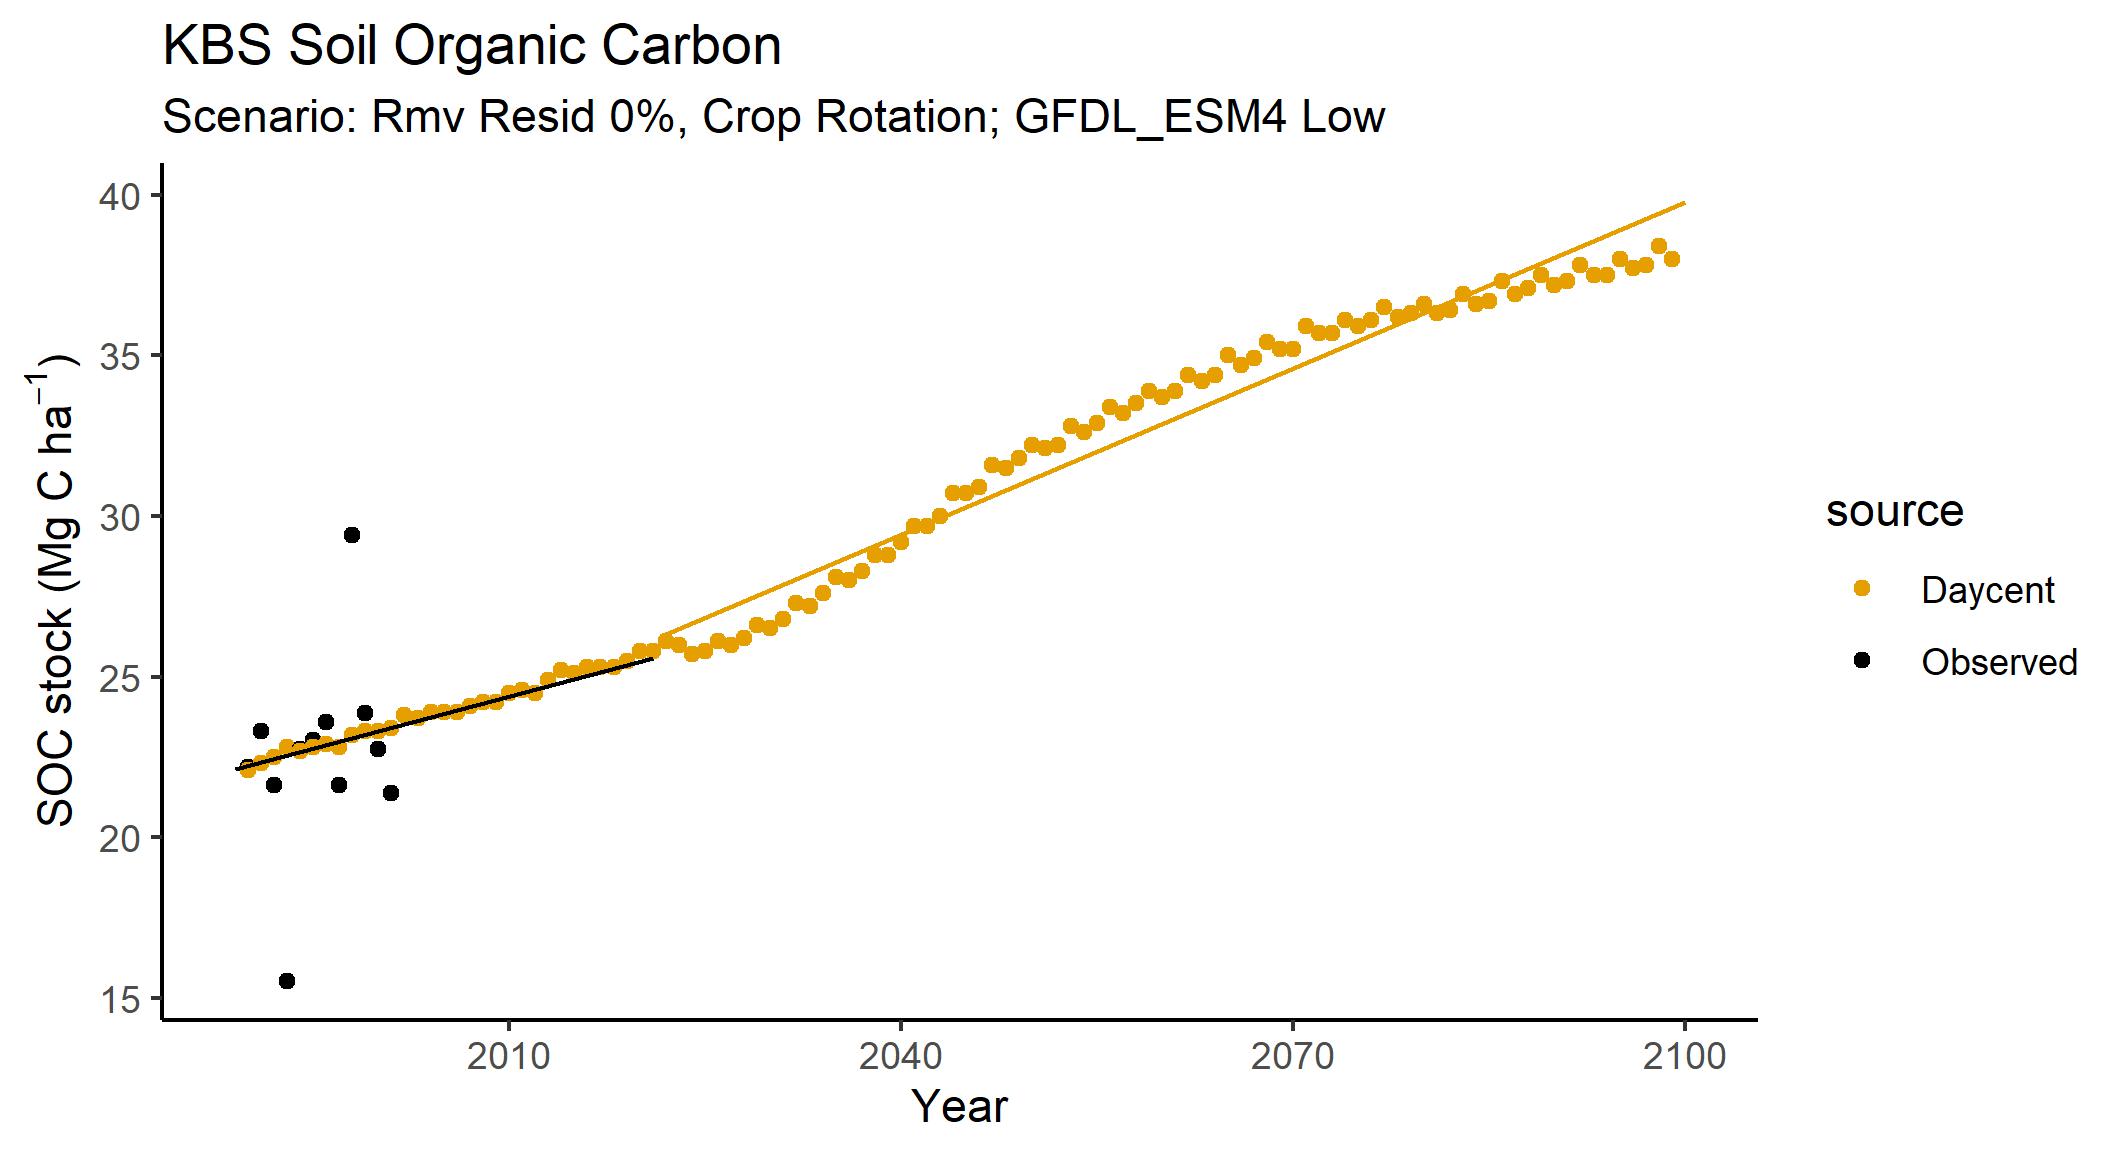 KBS Soil Organic Carbon
Scenario: Rmv Resid 0%, Crop Rotation; GFDL_ESM4 Low
SOC stock (Mg C ha⁻¹)
40
35
30
25
20
15
2010 2040 2070 2100
Year
source
Daycent
Observed